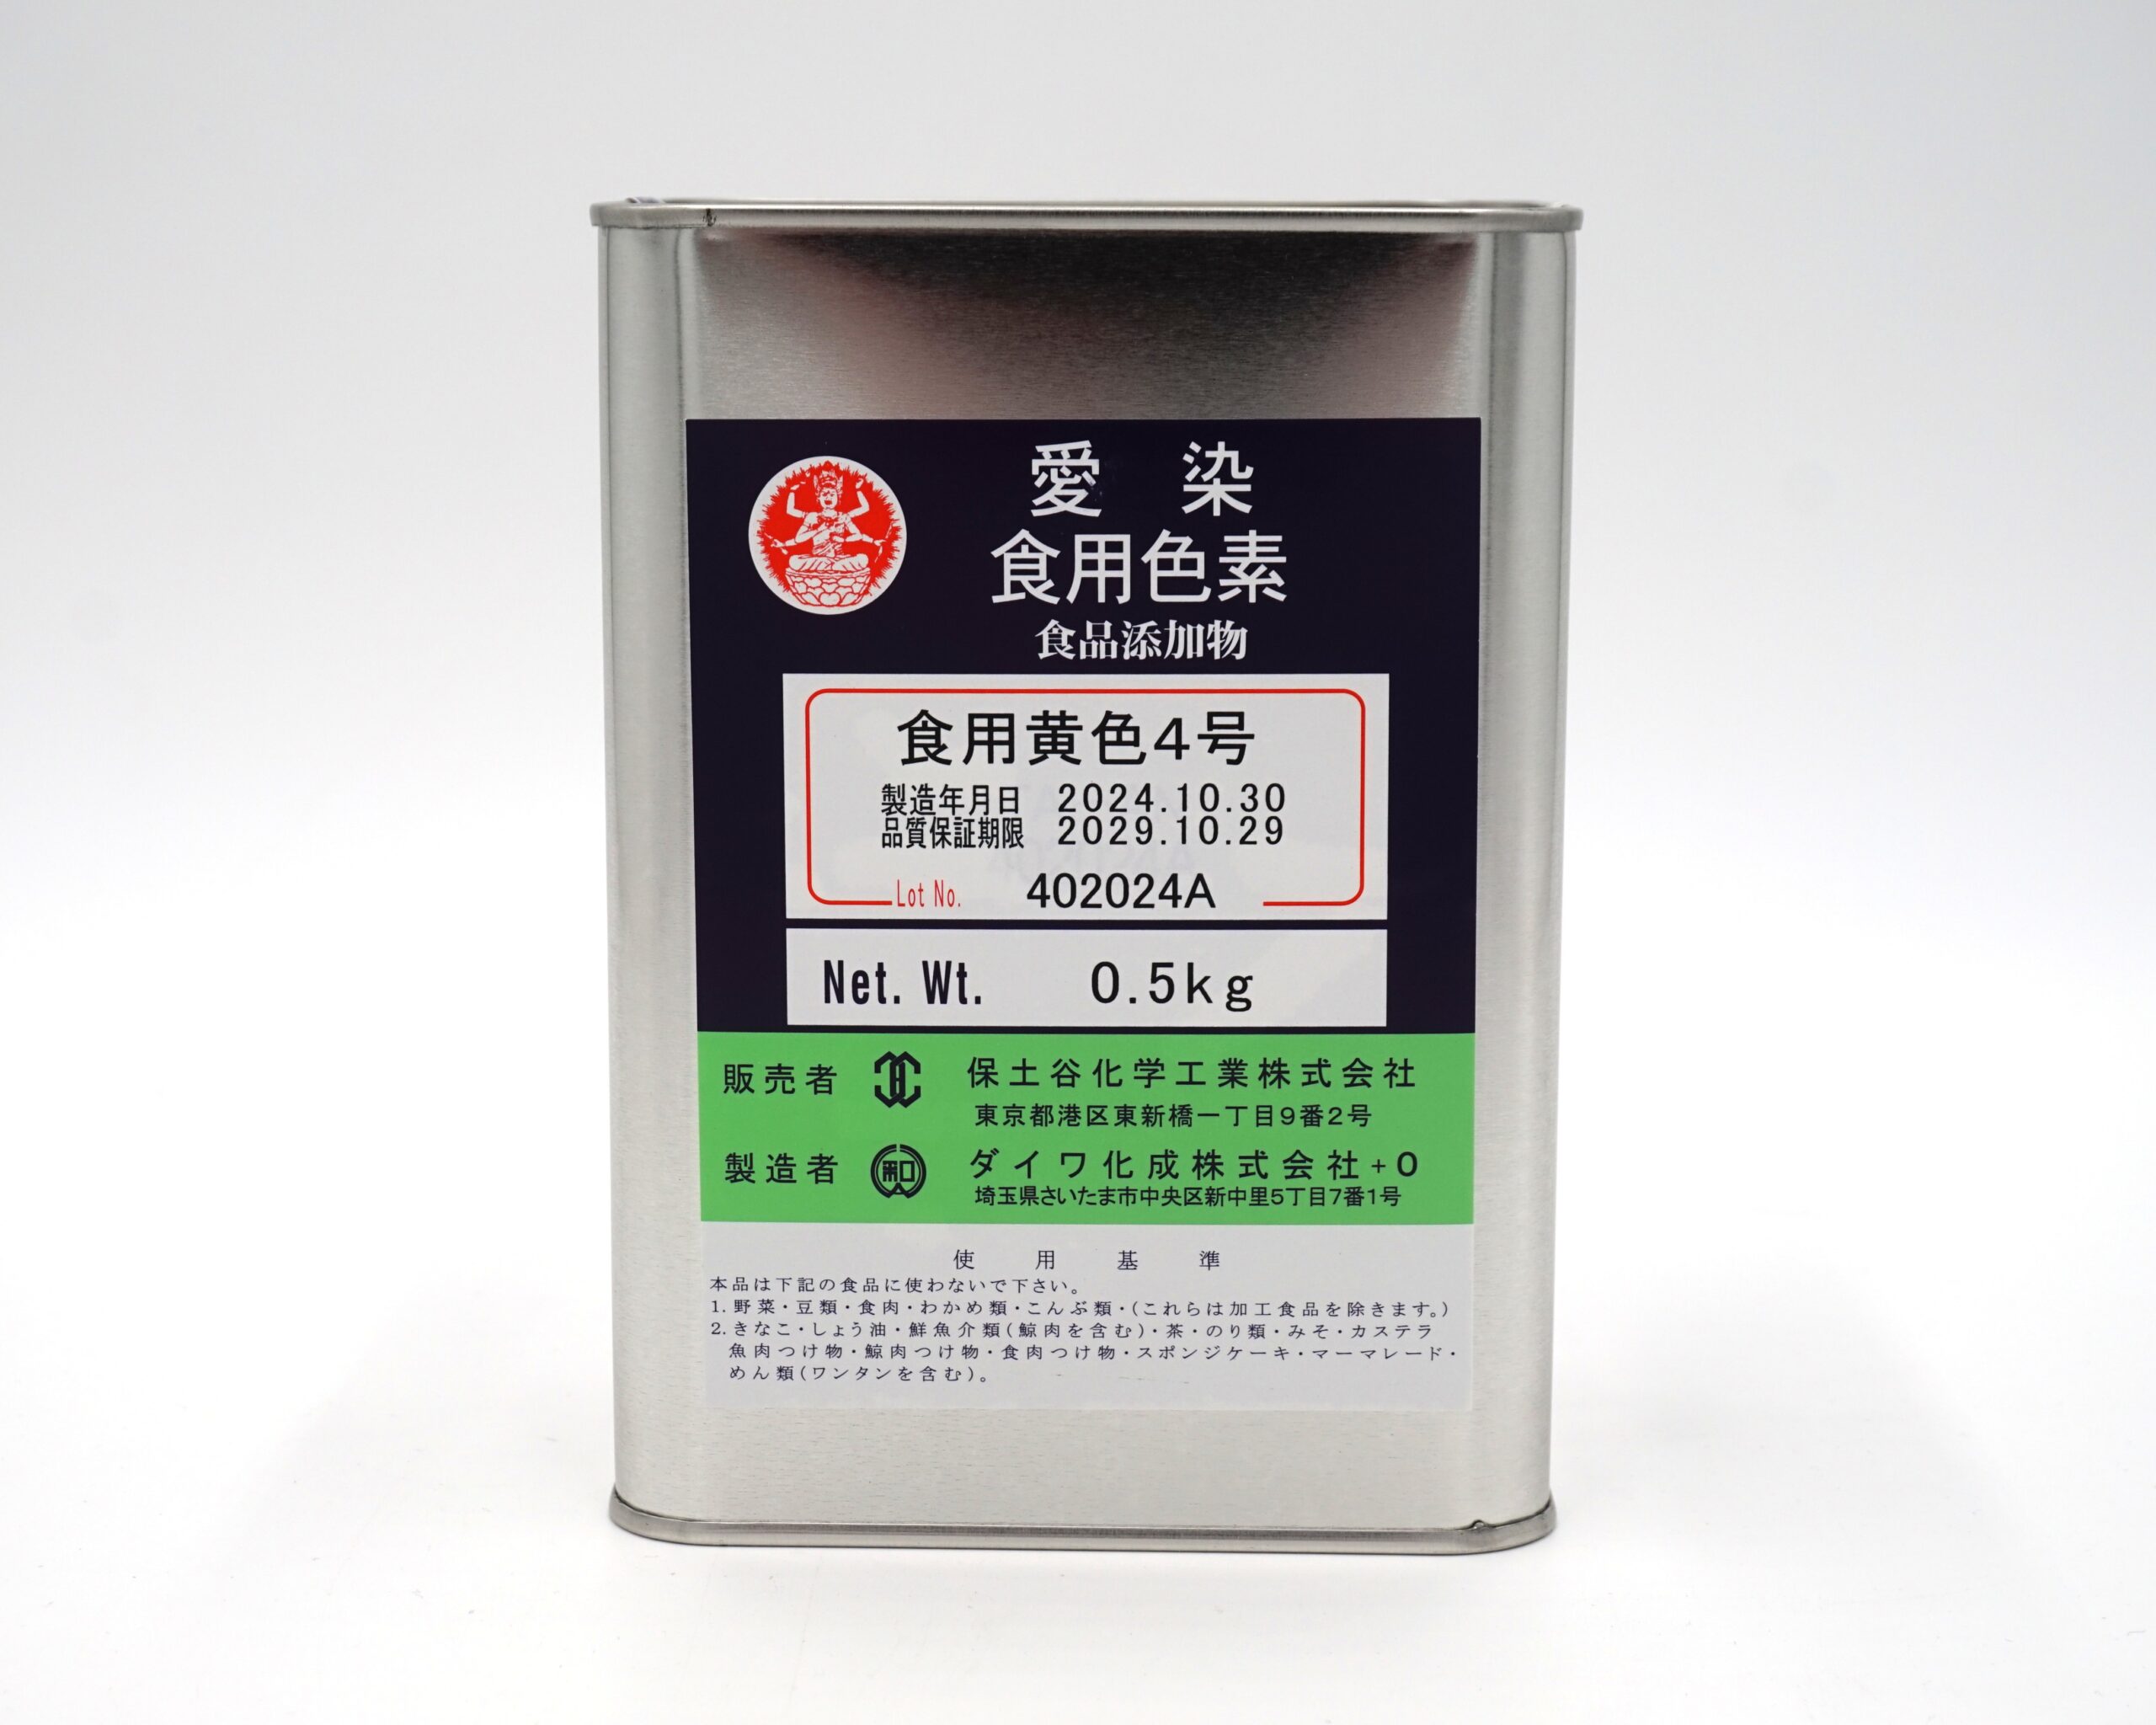 愛 染
食用色素
食品添加物
食用黄色4号
製造年月日 2024.10.30
品質保証期限 2029.10.29
Lot No. 402024A
Net. Wt. 0.5kg
販売者 保土谷化学工業株式会社
東京都港区東新橋一丁目9番2号
製造者 和 ダイワ化成株式会社+O
埼玉県さいたま市中央区新中里5丁目7番1号
使 用 基 準
本品は下記の食品に使わないで下さい。
1. 野菜・豆類・食肉・わかめ類・こんぶ類・(これらは加工食品を除きます。)
2. きなこ・しょう油・鮮魚介類(鯨肉を含む)・茶・のり類・みそ・カステラ
魚肉つけ物・鯨肉つけ物・食肉つけ物・スポンジケーキ・マーマレード・
めん類(ワンタンを含む)。